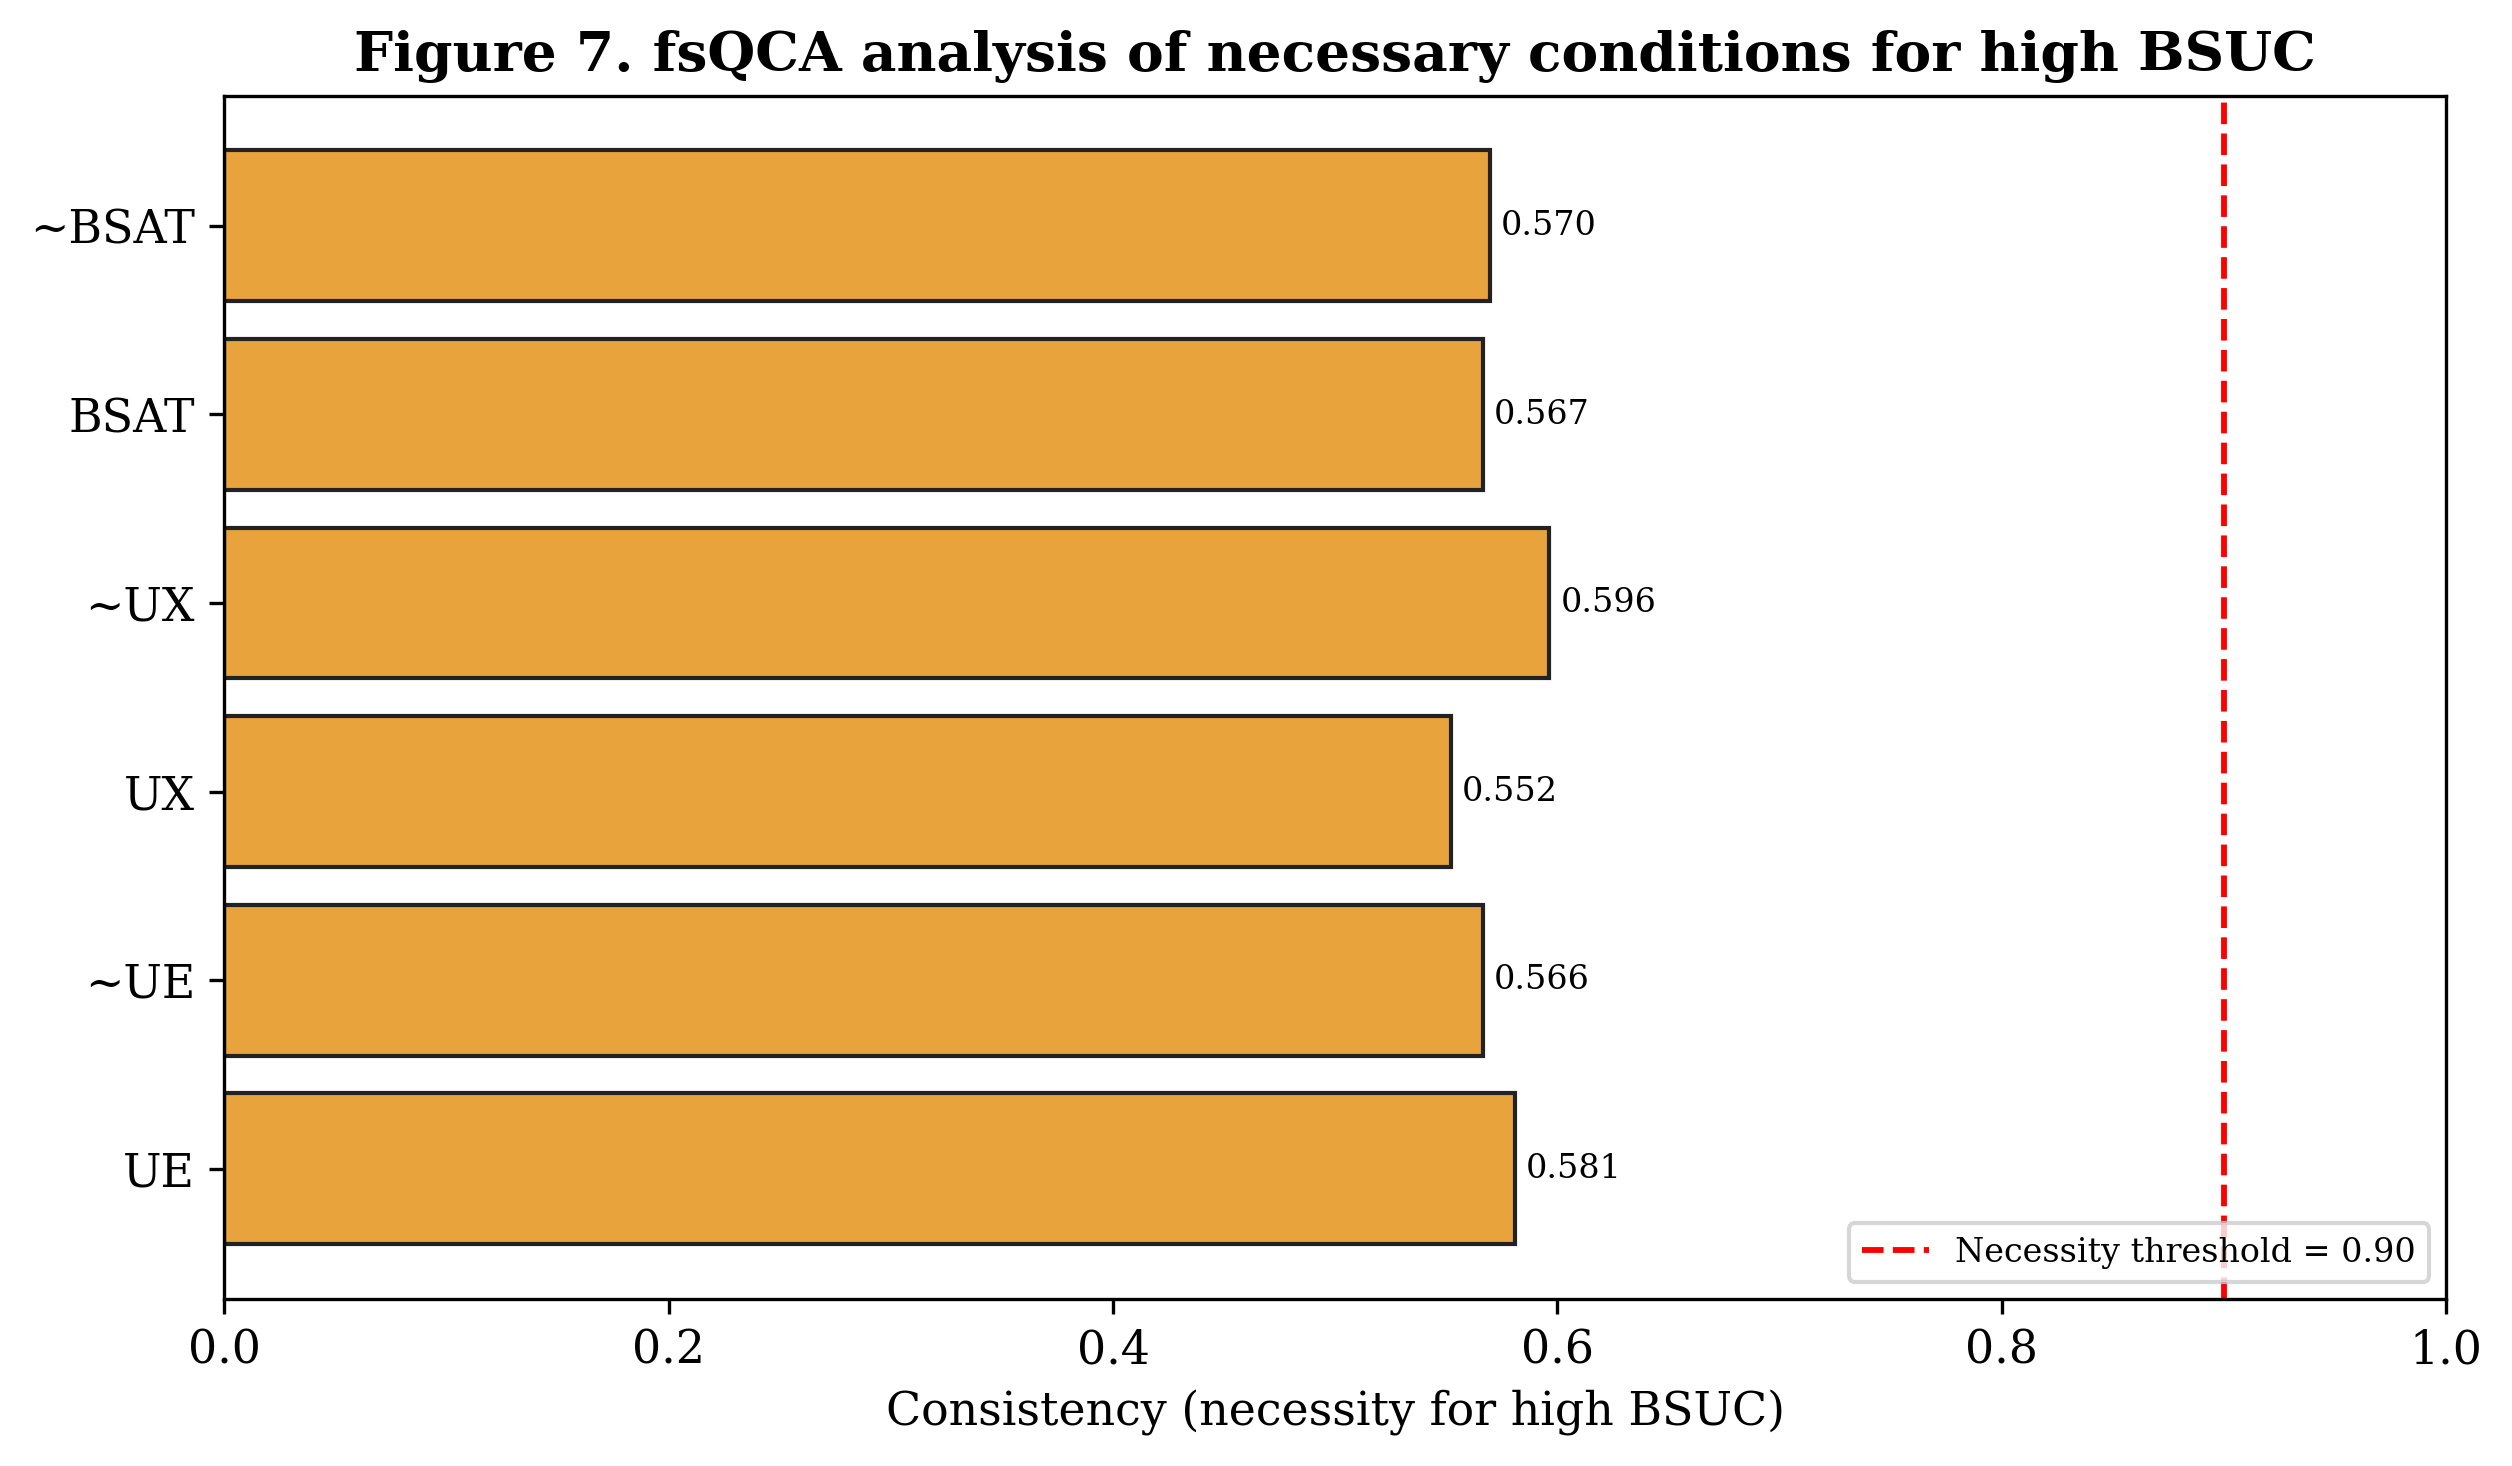 Figure 7. fsQCA analysis of necessary conditions for high BSUC
~BSAT
0.570
BSAT
0.567
~UX
0.596
UX
0.552
~UE
0.566
UE
0.581
Necessity threshold = 0.90
0.0 0.2 0.4 0.6 0.8 1.0
Consistency (necessity for high BSUC)